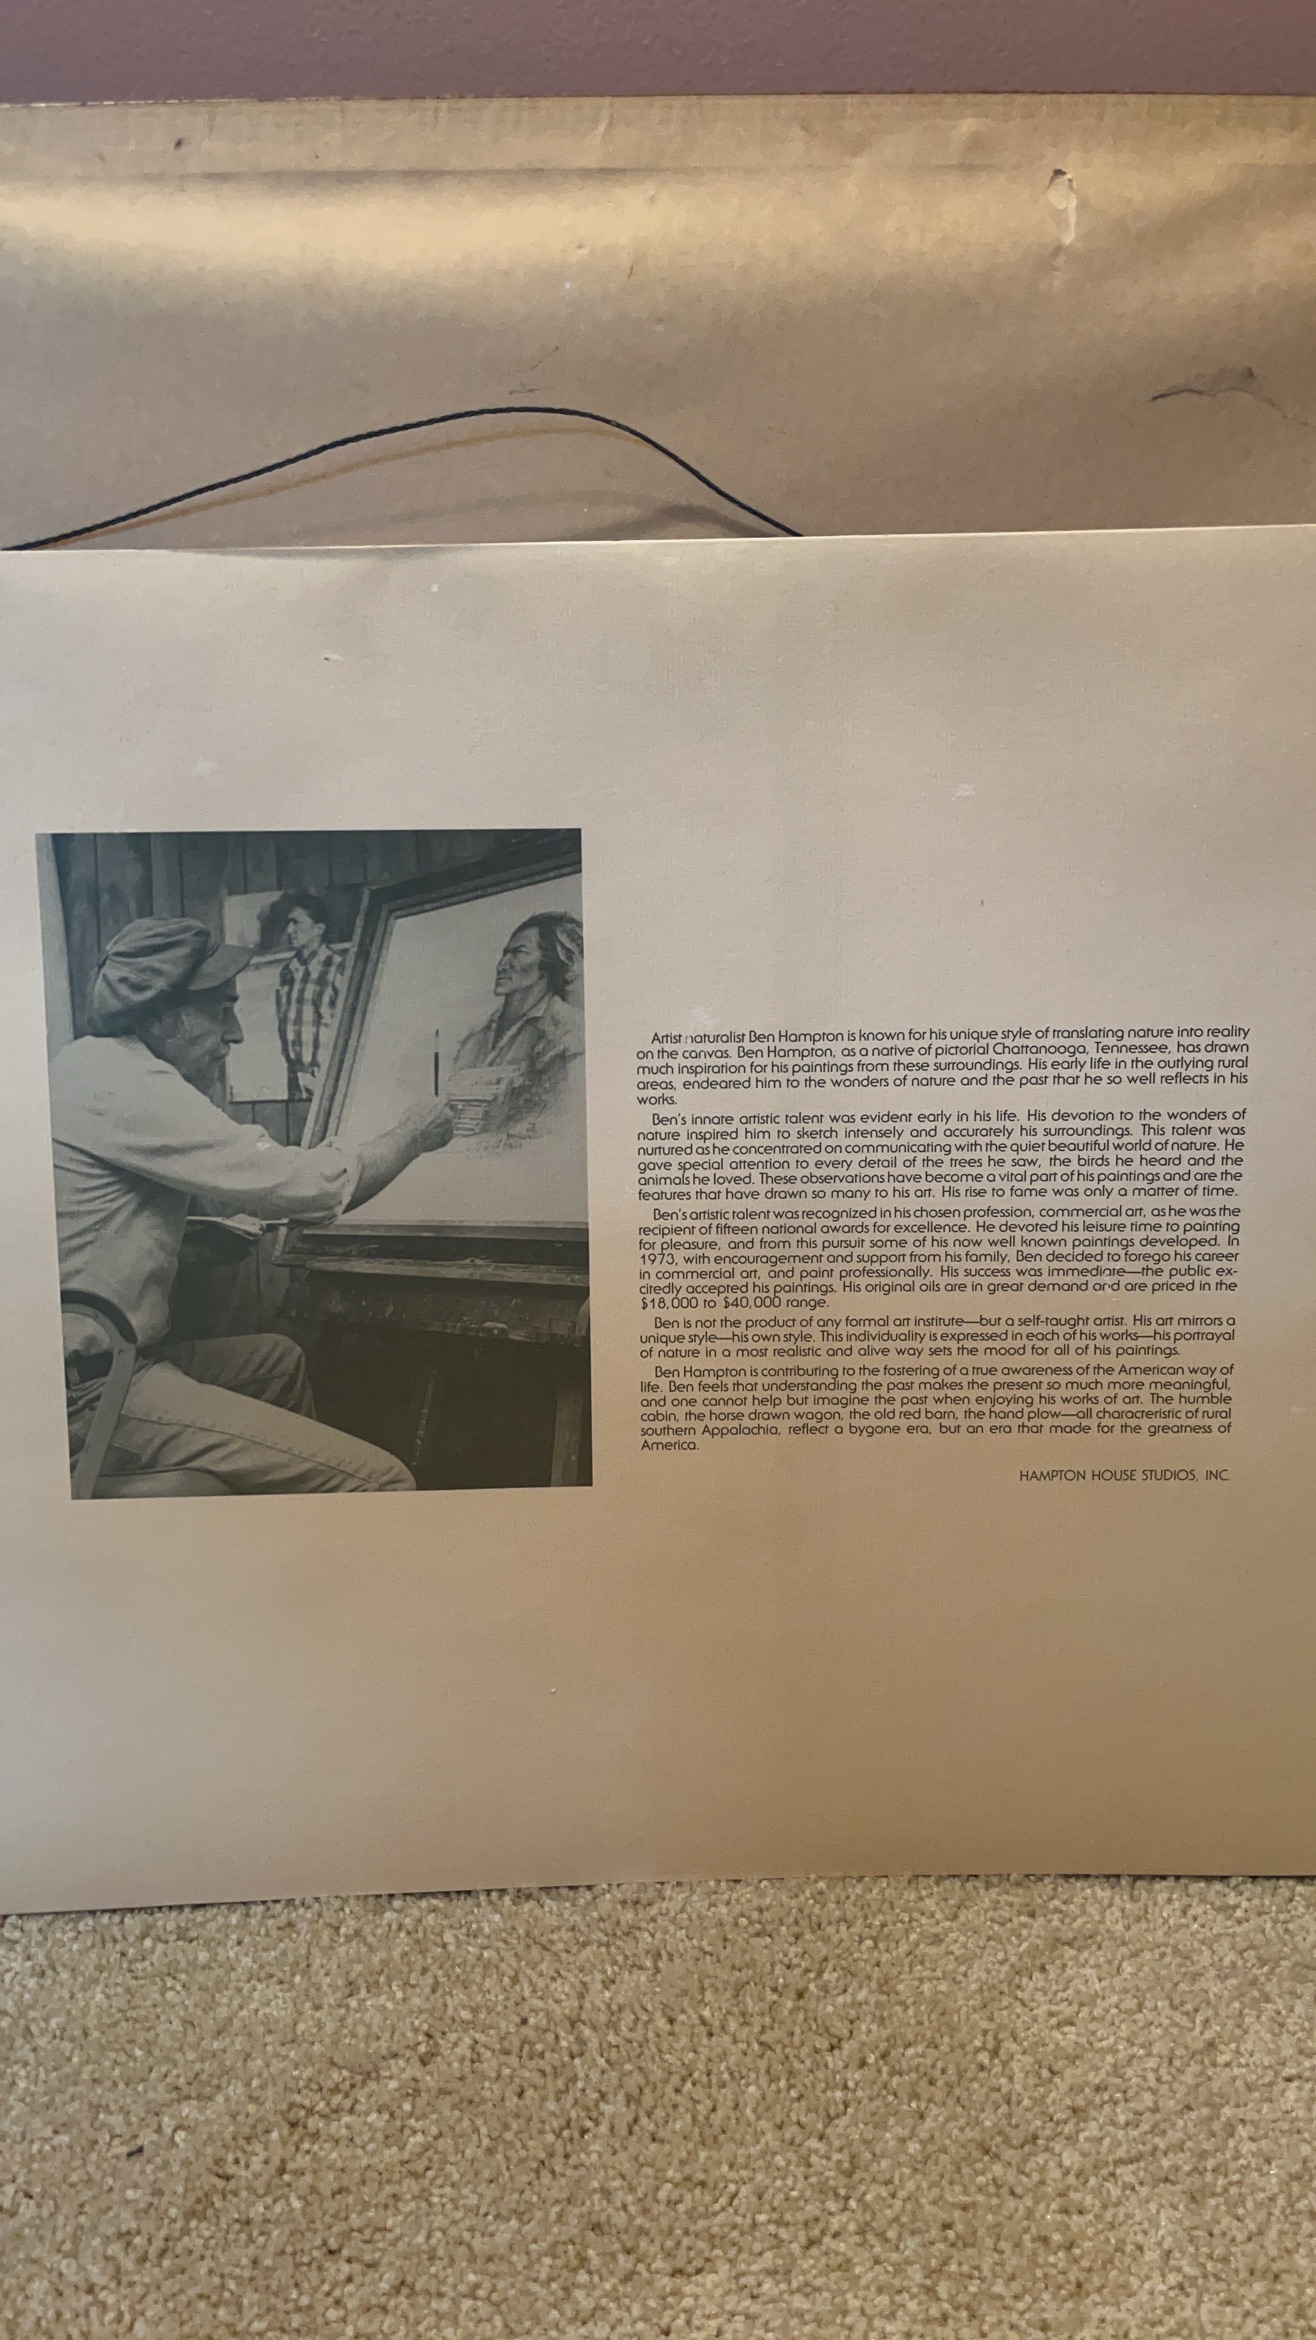 Artist naturalist Ben Hampton is known for his unique style of translating nature into reality
on the canvas. Ben Hampton, as a native of pictorial Chattanooga, Tennessee, has drawn
much inspiration for his paintings from these surroundings. His early life in the outlying rural
areas, endeared him to the wonders of nature and the past that he so well reflects in his
works.
Ben's innate artistic talent was evident early in his life. His devotion to the wonders of
nature inspired him to sketch intensely and accurately his surroundings. This talent was
nurtured as he concentrated on communicating with the quiet beautiful world of nature. He
gave special attention to every detail of the trees he saw, the birds he heard and the
animals he loved. These observations have become a vital part of his paintings and are the
features that have drawn so many to his art. His rise to fame was only a matter of time.
Ben's artistic talent was recognized in his chosen profession, commercial art, as he was the
recipient of fifteen national awards for excellence. He devoted his leisure time to painting
for pleasure, and from this pursuit some of his now well known paintings developed. In
1973, with encouragement and support from his family, Ben decided to forego his career
in commercial art, and paint professionally. His success was immediate—the public ex-
citedly accepted his paintings. His original oils are in great demand and are priced in the
$18,000 to $40,000 range.
Ben is not the product of any formal art institute—but a self-taught artist. His art mirrors a
unique style—his own style. This individuality is expressed in each of his works—his portrayal
of nature in a most realistic and alive way sets the mood for all of his paintings.
Ben Hampton is contributing to the fostering of a true awareness of the American way of
life. Ben feels that understanding the past makes the present so much more meaningful,
and one cannot help but imagine the past when enjoying his works of art. The humble
cabin, the horse drawn wagon, the old red barn, the hand plow—all characteristic of rural
southern Appalachia, reflect a bygone era, but an era that made for the greatness of
America.
HAMPTON HOUSE STUDIOS, INC.